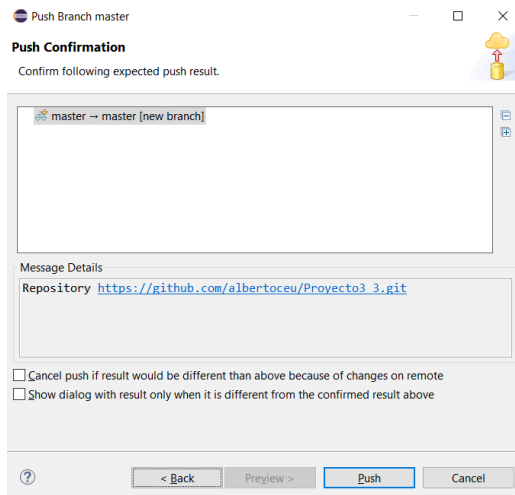 Push Branch master
Push Confirmation
Confirm following expected push result.
master → master [new branch]
Message Details
Repository https://github.com/albertoceu/Proyecto3_3.git
Cancel push if result would be different than above because of changes on remote
Show dialog with result only when it is different from the confirmed result above
< Back
Preview >
Push
Cancel